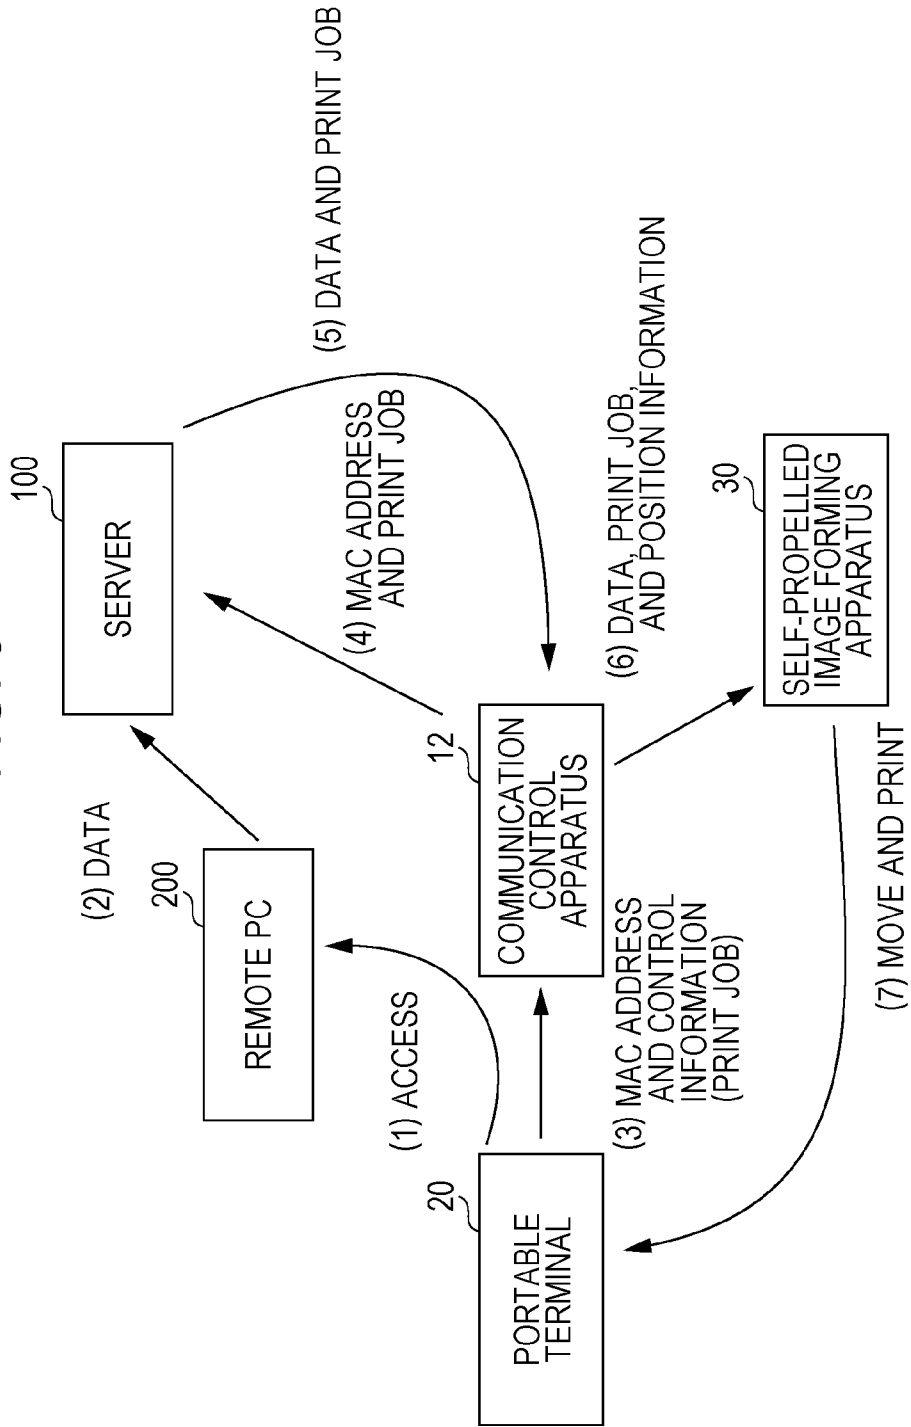 100
SERVER
(2) DATA
200
REMOTE PC
(5) DATA AND PRINT JOB
(1) ACCESS
(4) MAC ADDRESS
AND PRINT JOB
20
PORTABLE
TERMINAL
12
COMMUNICATION
CONTROL
APPARATUS
(3) MAC ADDRESS
AND CONTROL
INFORMATION
(PRINT JOB)
(6) DATA, PRINT JOB,
AND POSITION INFORMATION
30
SELF-PROPELLED
IMAGE FORMING
APPARATUS
(7) MOVE AND PRINT